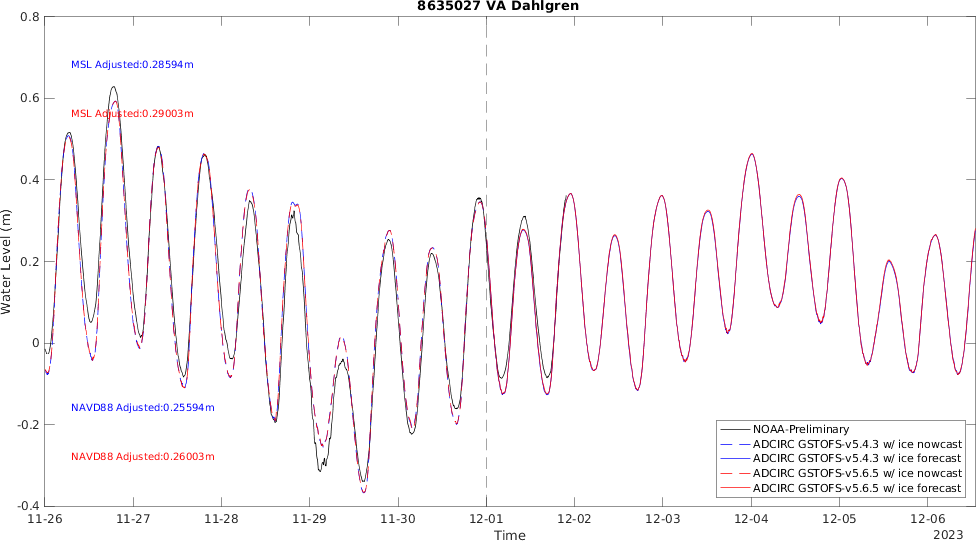 8635027 VA Dahlgren
0.8
0.6
0.4
0.2
0
-0.2
-0.4
Water Level (m)
MSL Adjusted:0.28594m
MSL Adjusted:0.29003m
NAVD88 Adjusted:0.25594m
NAVD88 Adjusted:0.26003m
NOAA-Preliminary
ADCIRC GSTOFS-v5.4.3 w/ ice nowcast
ADCIRC GSTOFS-v5.4.3 w/ ice forecast
ADCIRC GSTOFS-v5.6.5 w/ ice nowcast
ADCIRC GSTOFS-v5.6.5 w/ ice forecast
11-26 11-27 11-28 11-29 11-30 12-01 12-02 12-03 12-04 12-05 12-06
Time
2023